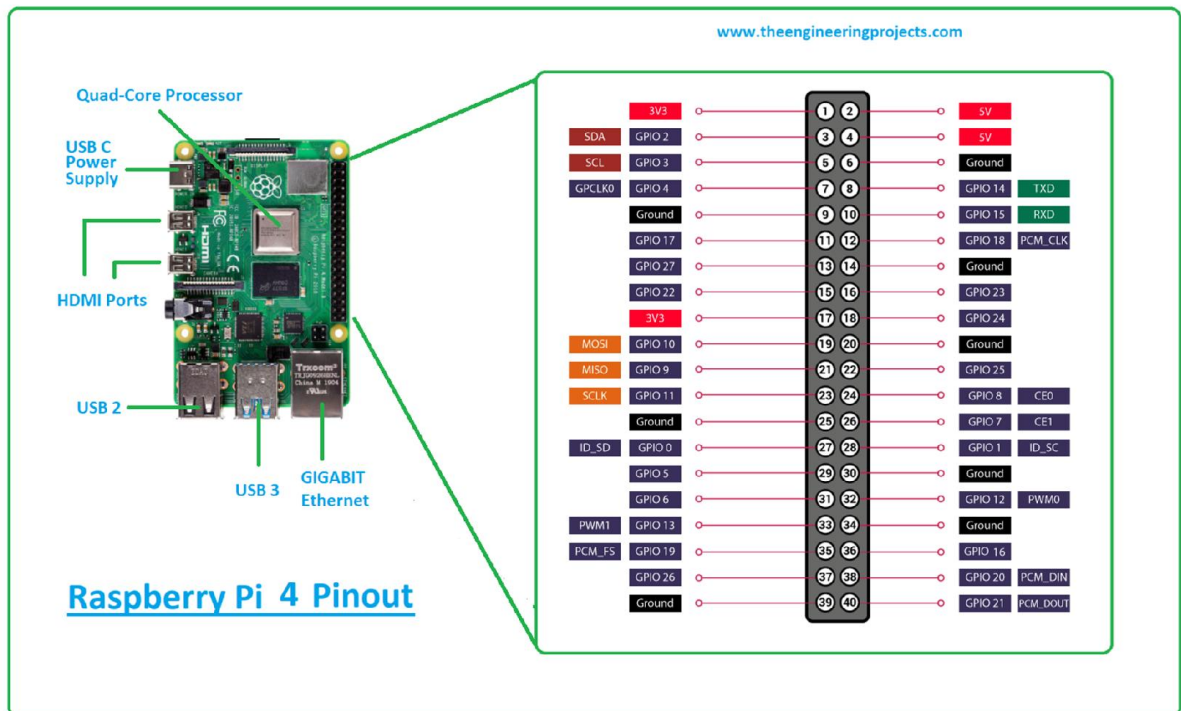 www.theengineeringprojects.com
Quad-Core Processor
USB C
Power
Supply
HDMI Ports
USB 2
USB 3
GIGABIT
Ethernet
Raspberry Pi 4 Pinout
HDMI
FC
CE
Trxcom
China M 1904
3V3 1 2 5V
SDA GPIO 2 3 4 5V
SCL GPIO 3 5 6 Ground
GPCLK0 GPIO 4 7 8 GPIO 14 TXD
Ground 9 10 GPIO 15 RXD
GPIO 17 11 12 GPIO 18 PCM_CLK
GPIO 27 13 14 Ground
GPIO 22 15 16 GPIO 23
3V3 17 18 GPIO 24
MOSI GPIO 10 19 20 Ground
MISO GPIO 9 21 22 GPIO 25
SCLK GPIO 11 23 24 GPIO 8 CE0
Ground 25 26 GPIO 7 CE1
ID_SD GPIO 0 27 28 GPIO 1 ID_SC
GPIO 5 29 30 Ground
GPIO 6 31 32 GPIO 12 PWM0
PWM1 GPIO 13 33 34 Ground
PCM_FS GPIO 19 35 36 GPIO 16
GPIO 26 37 38 GPIO 20 PCM_DIN
Ground 39 40 GPIO 21 PCM_DOUT